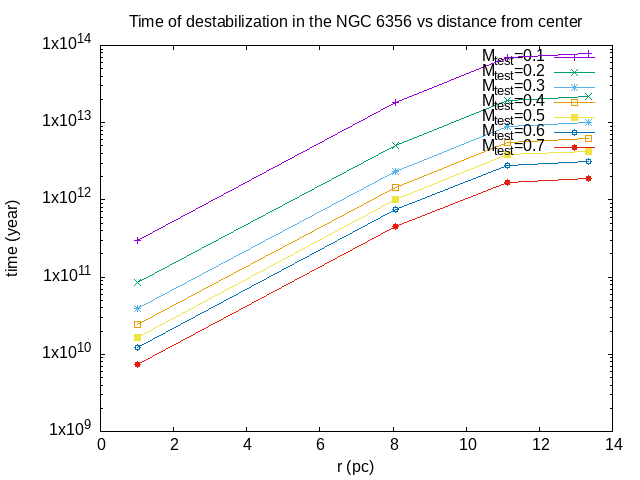 Time of destabilization in the NGC 6356 vs distance from center
1x10^14
1x10^13
1x10^12
1x10^11
1x10^10
1x10^9
time (year)
M_test=0.1
M_test=0.2
M_test=0.3
M_test=0.4
M_test=0.5
M_test=0.6
M_test=0.7
0 2 4 6 8 10 12 14
r (pc)